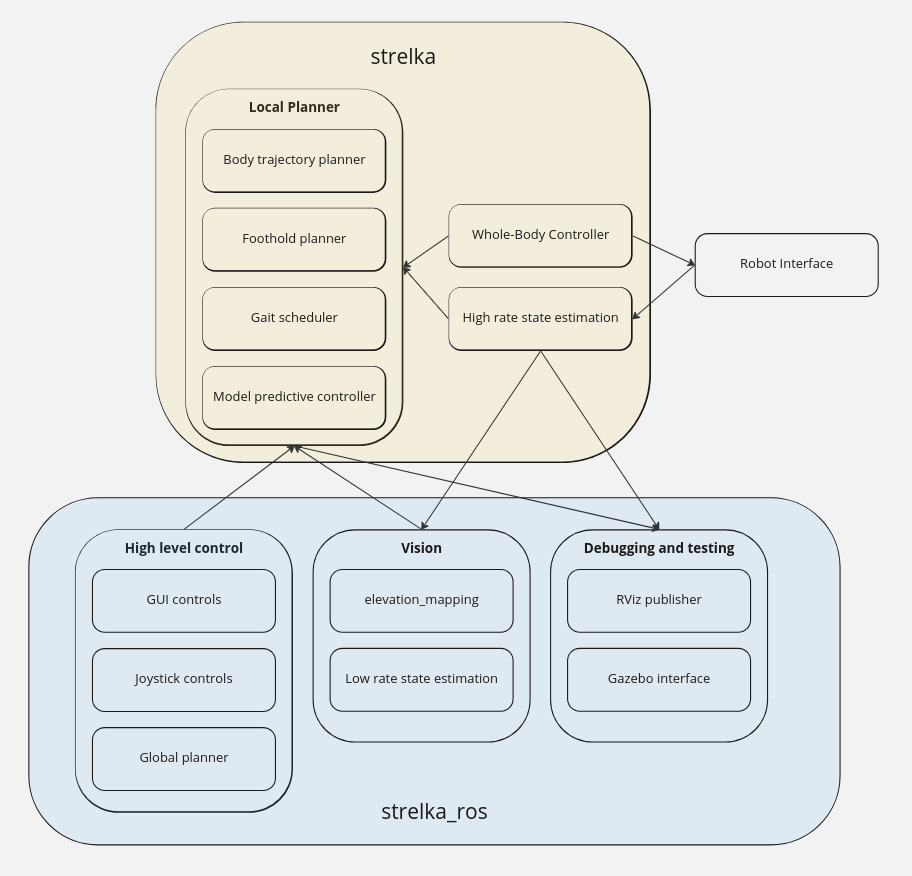 strelka
Local Planner
Body trajectory planner
Foothold planner
Gait scheduler
Model predictive controller
Whole-Body Controller
High rate state estimation
Robot Interface
High level control
GUI controls
Joystick controls
Global planner
Vision
elevation_mapping
Low rate state estimation
Debugging and testing
RViz publisher
Gazebo interface
strelka_ros